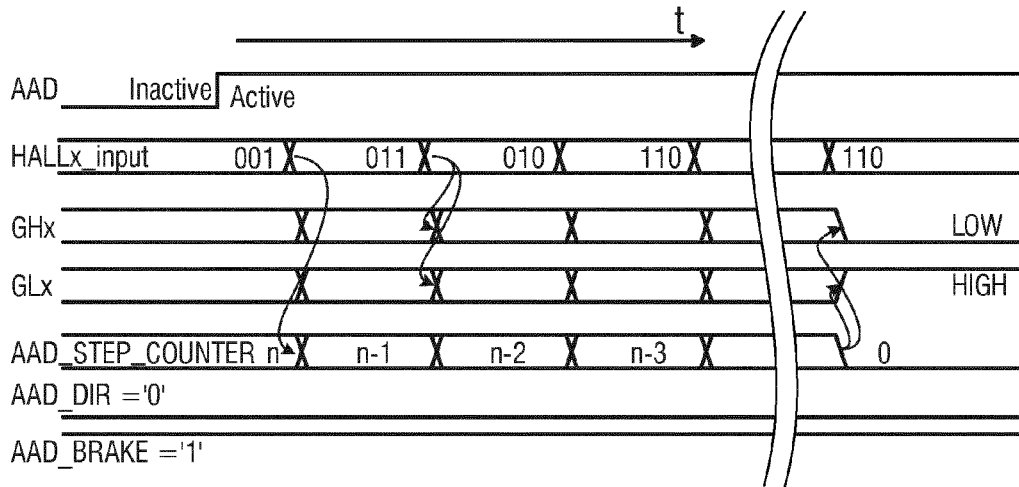 t
AAD Inactive Active
HALLx_input 001 011 010 110 110
GHx LOW
GLx HIGH
AAD_STEP_COUNTER n n-1 n-2 n-3 0
AAD_DIR ='0'
AAD_BRAKE ='1'